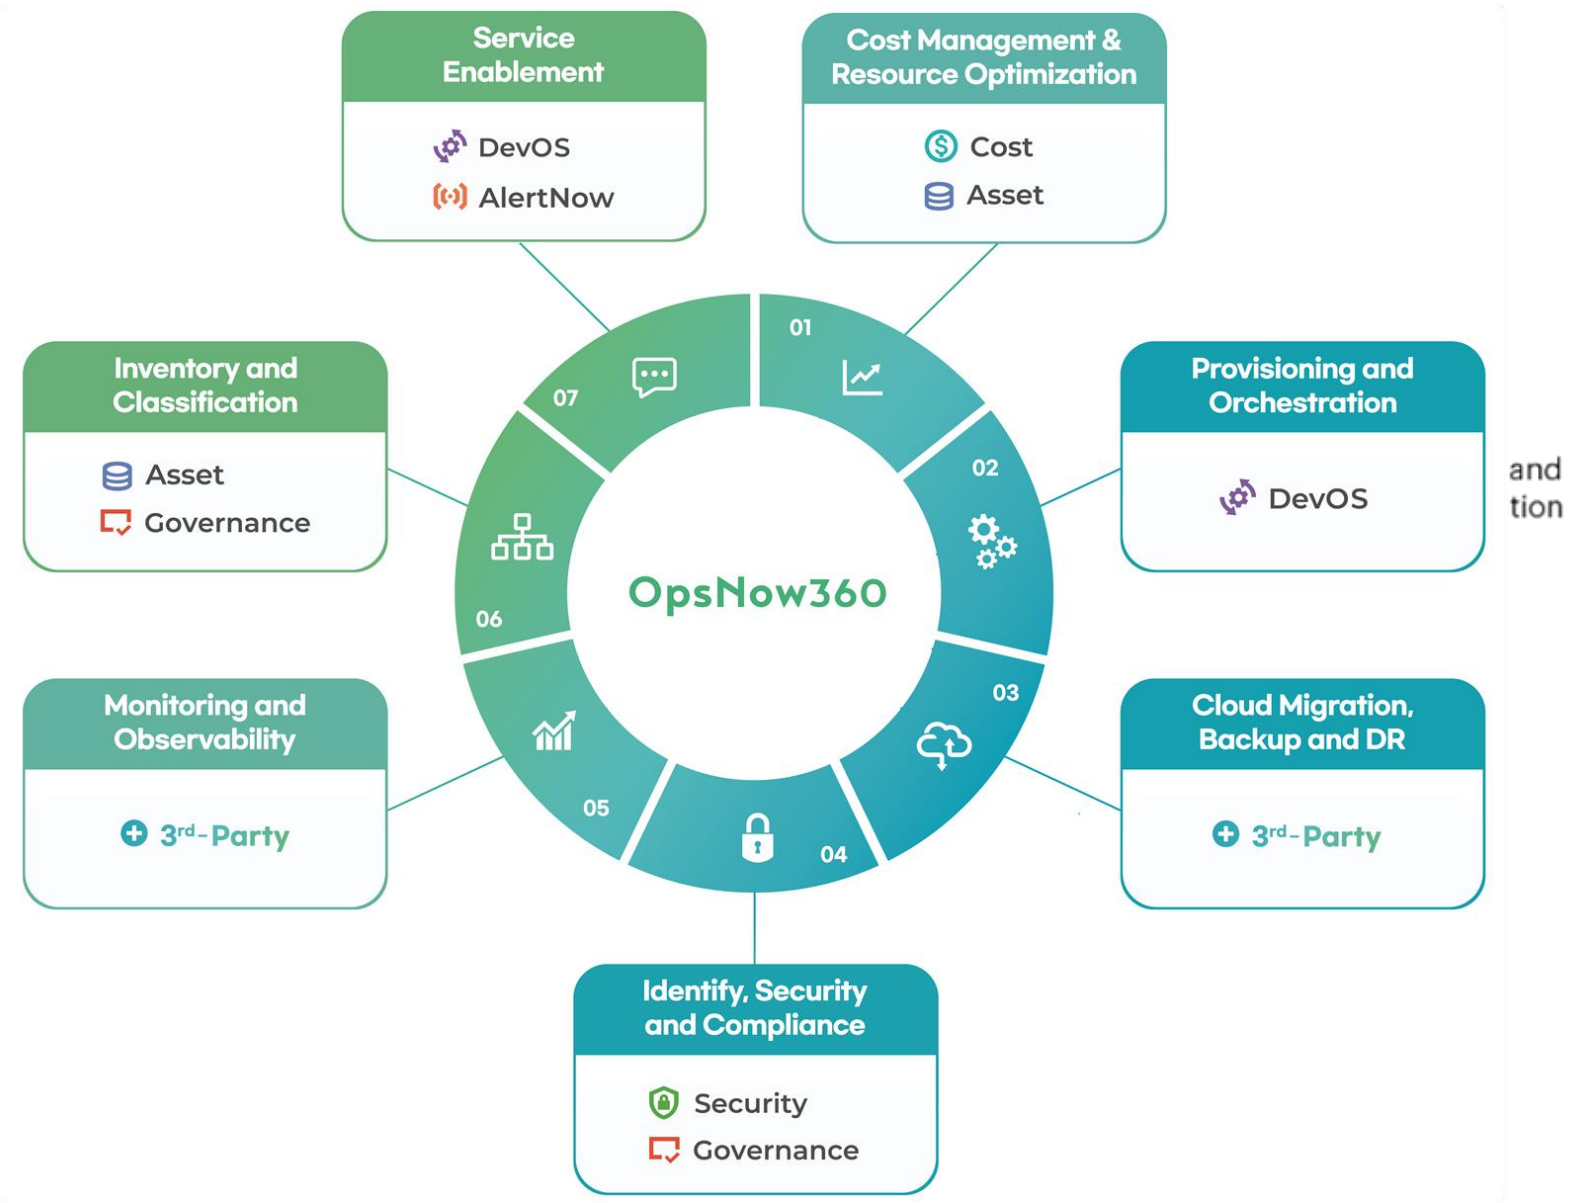 Service
Enablement
DevOS
AlertNow
Cost Management &
Resource Optimization
Cost
Asset
01
02
03
04
05
06
07
OpsNow360
Inventory and
Classification
Asset
Governance
Provisioning and
Orchestration
DevOS
and
tion
Monitoring and
Observability
3rd-Party
Cloud Migration,
Backup and DR
3rd-Party
Identify, Security
and Compliance
Security
Governance